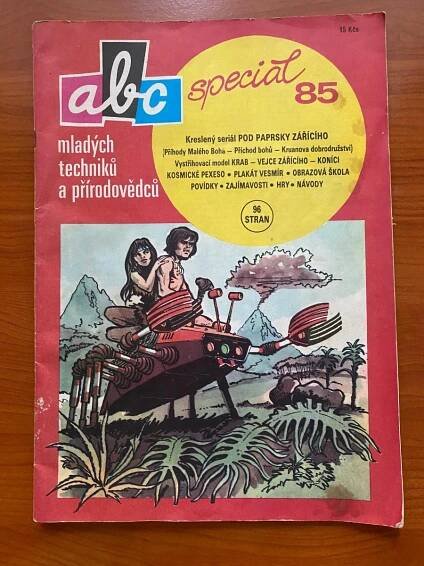 15 Kčs
abc
speciál
85
mladých
techniků
a přírodovědců
Kreslený seriál POD PAPRSKY ZÁŘÍCÍHO
(Příhody Malého Boha – Příchod bohů – Kruanova dobrodružství)
Vystřihovací model KRAB – VEJCE ZÁŘÍCÍHO – KONÍCI
KOSMICKÉ PEXESO • PLAKÁT VESMÍR • OBRAZOVÁ ŠKOLA
POVÍDKY • ZAJÍMAVOSTI • HRY • NÁVODY
96
STRAN